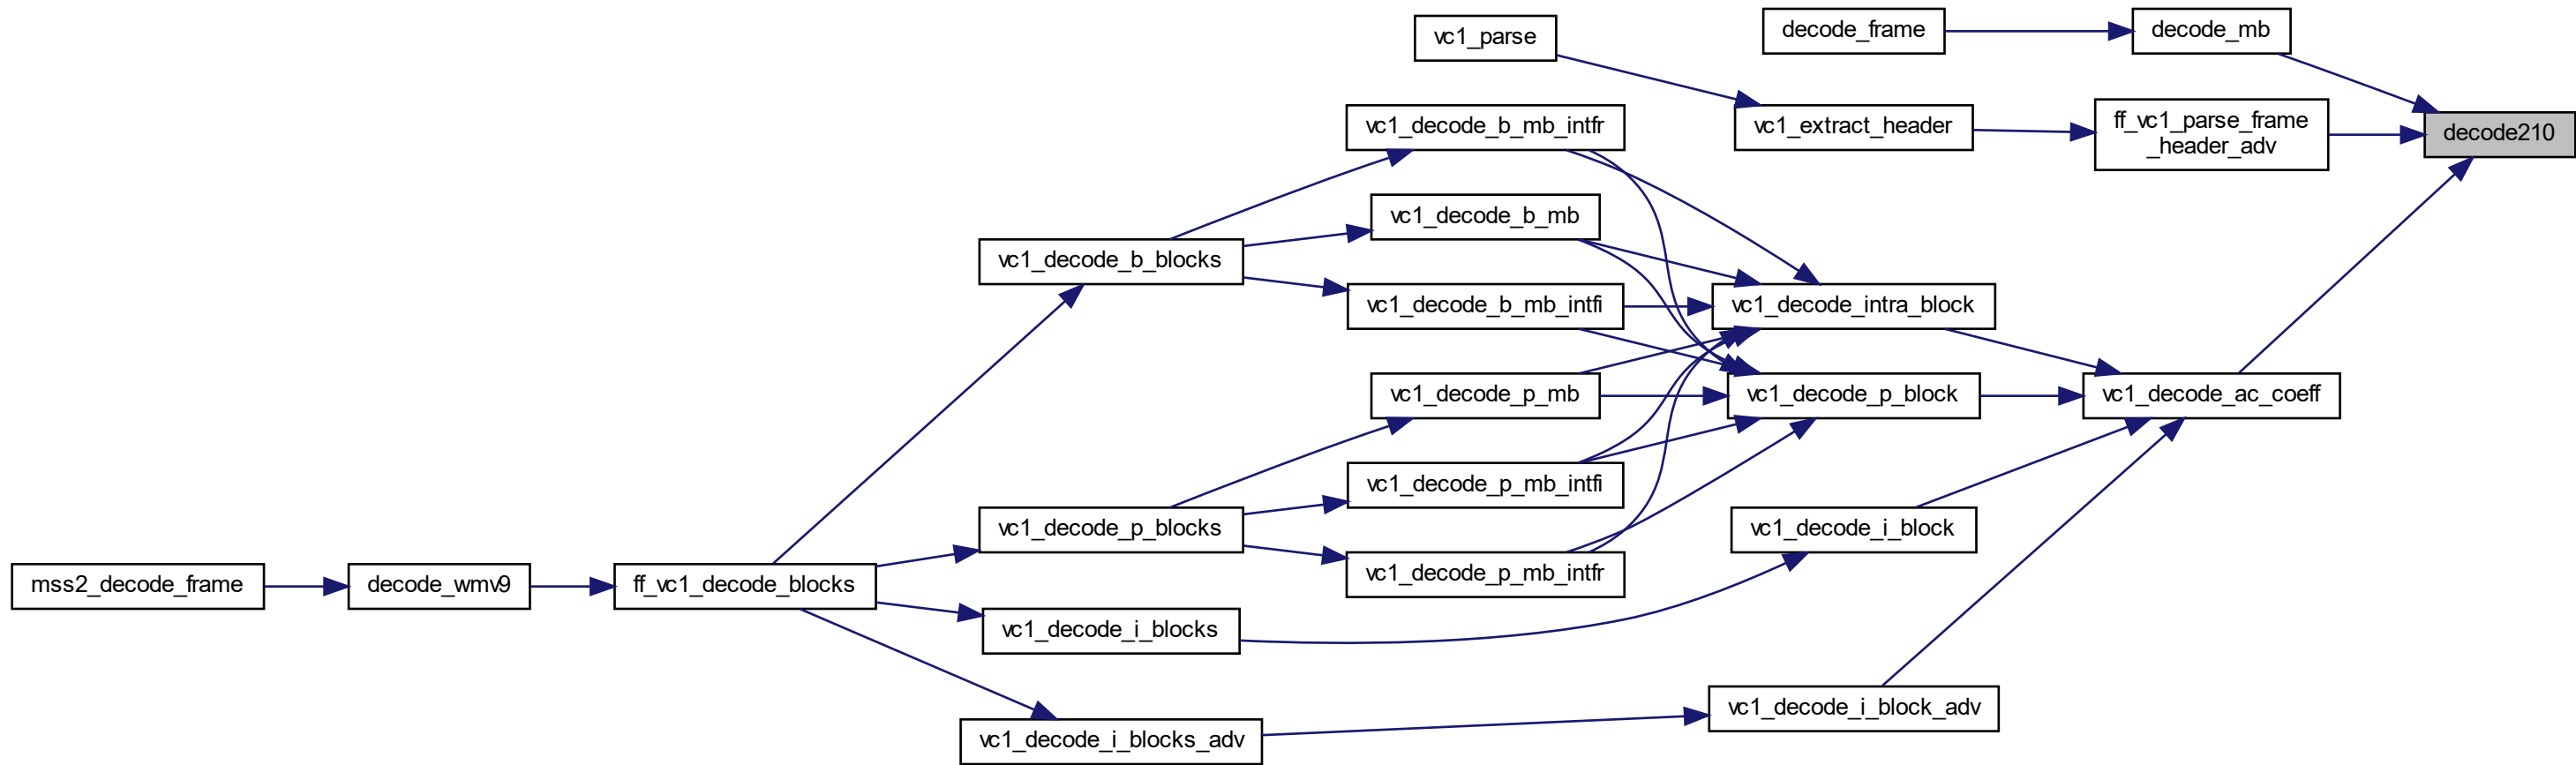 decode_frame
decode_mb
vc1_parse
vc1_decode_b_mb_intfr
vc1_extract_header
ff_vc1_parse_frame
_header_adv
decode210
vc1_decode_b_mb
vc1_decode_b_blocks
vc1_decode_b_mb_intfi
vc1_decode_intra_block
vc1_decode_p_mb
vc1_decode_p_block
vc1_decode_ac_coeff
vc1_decode_p_mb_intfi
vc1_decode_p_blocks
vc1_decode_i_block
mss2_decode_frame
decode_wmv9
ff_vc1_decode_blocks
vc1_decode_p_mb_intfr
vc1_decode_i_blocks
vc1_decode_i_block_adv
vc1_decode_i_blocks_adv